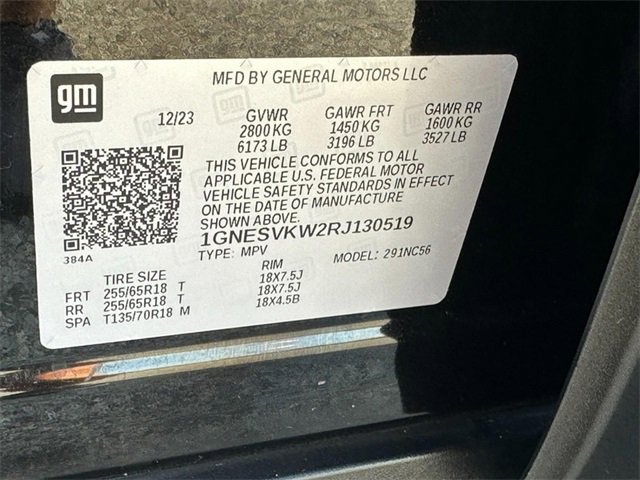 MFD BY GENERAL MOTORS LLC
gm
12/23 GVWR GAWR FRT GAWR RR
2800 KG 1450 KG 1600 KG
6173 LB 3196 LB 3527 LB
THIS VEHICLE CONFORMS TO ALL
APPLICABLE U.S. FEDERAL MOTOR
VEHICLE SAFETY STANDARDS IN EFFECT
ON THE DATE OF MANUFACTURE
SHOWN ABOVE.
1GNESVKW2RJ130519
384A TYPE: MPV MODEL: 291NC56
TIRE SIZE RIM
FRT 255/65R18 T 18X7.5J
RR 255/65R18 T 18X7.5J
SPA T135/70R18 M 18X4.5B